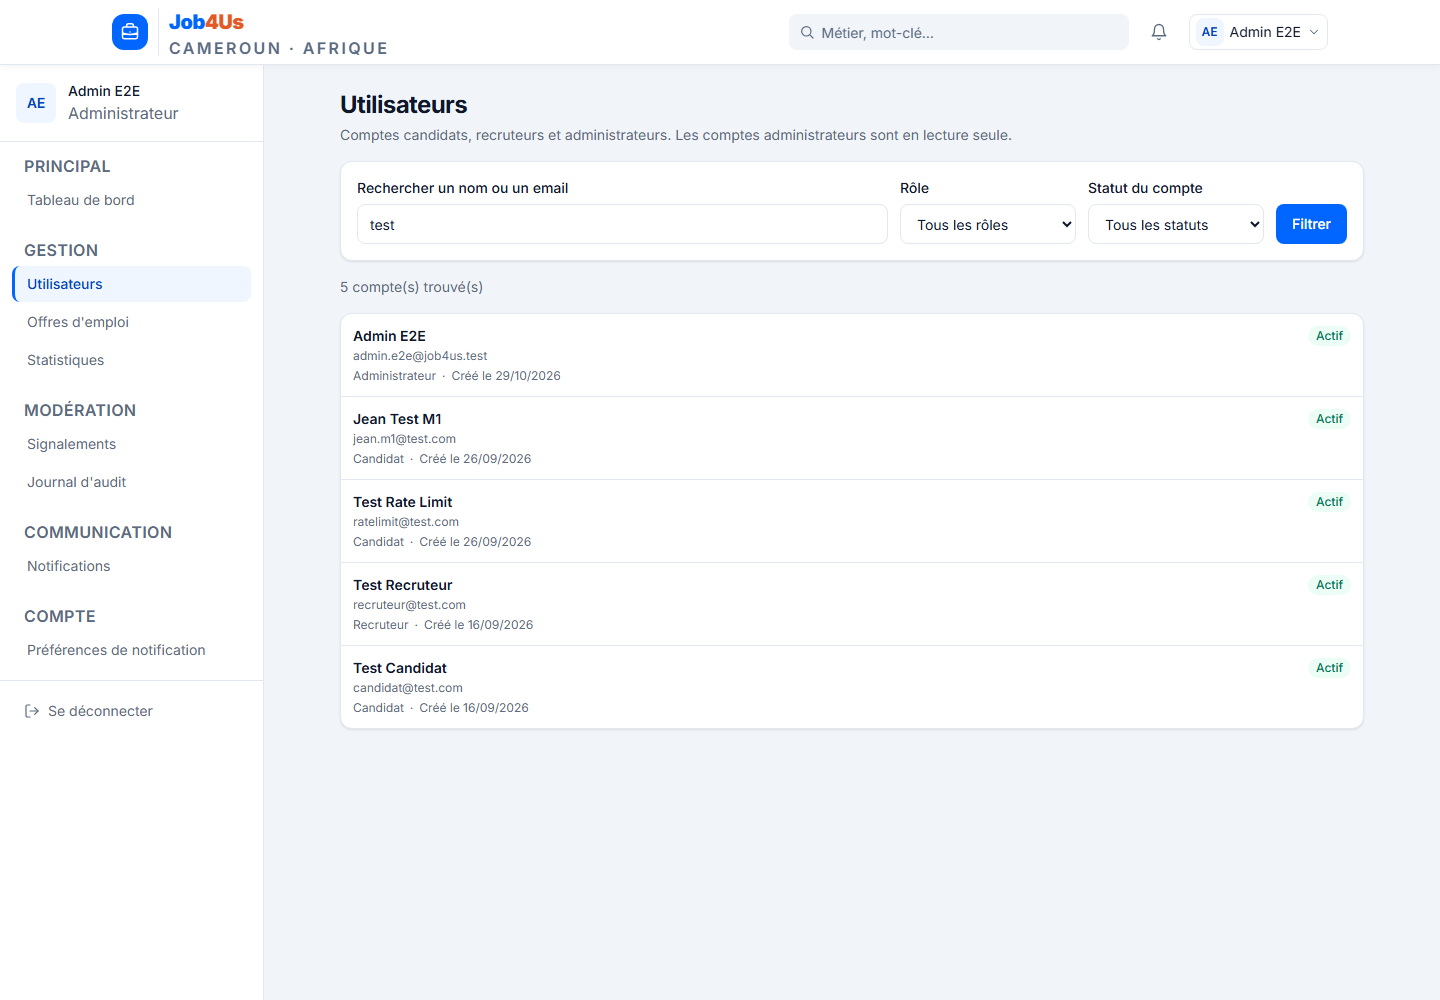 Job4Us
CAMEROUN · AFRIQUE
Métier, mot-clé...
AE
Admin E2E
AE
Admin E2E
Administrateur
PRINCIPAL
Tableau de bord
GESTION
Utilisateurs
Offres d'emploi
Statistiques
MODÉRATION
Signalements
Journal d'audit
COMMUNICATION
Notifications
COMPTE
Préférences de notification
Se déconnecter
Utilisateurs
Comptes candidats, recruteurs et administrateurs. Les comptes administrateurs sont en lecture seule.
Rechercher un nom ou un email
Rôle
Statut du compte
test
Tous les rôles
Tous les statuts
Filtrer
5 compte(s) trouvé(s)
Admin E2E
Actif
admin.e2e@job4us.test
Administrateur · Créé le 29/10/2026
Jean Test M1
Actif
jean.m1@test.com
Candidat · Créé le 26/09/2026
Test Rate Limit
Actif
ratelimit@test.com
Candidat · Créé le 26/09/2026
Test Recruteur
Actif
recruteur@test.com
Recruteur · Créé le 16/09/2026
Test Candidat
Actif
candidat@test.com
Candidat · Créé le 16/09/2026